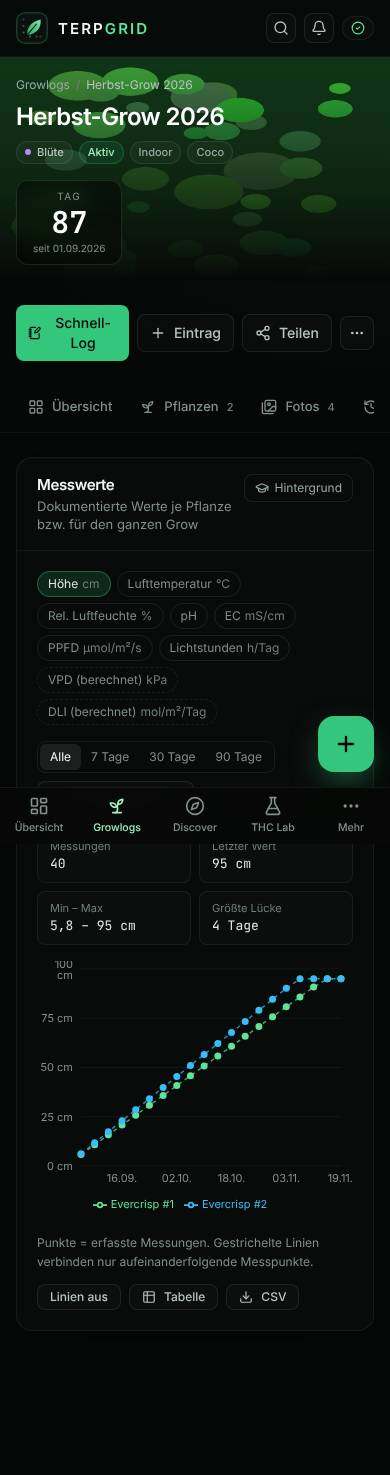 TERPGRID
Growlogs / Herbst-Grow 2026
Herbst-Grow 2026
Blüte Aktiv Indoor Coco
TAG
87
seit 01.09.2026
Schnell-
Log
Eintrag
Teilen
Übersicht Pflanzen 2 Fotos 4
Messwerte
Dokumentierte Werte je Pflanze
bzw. für den ganzen Grow
Hintergrund
Höhe cm Lufttemperatur °C
Rel. Luftfeuchte % pH EC mS/cm
PPFD µmol/m²/s Lichtstunden h/Tag
VPD (berechnet) kPa
DLI (berechnet) mol/m²/Tag
Alle 7 Tage 30 Tage 90 Tage
Übersicht Growlogs Discover THC Lab Mehr
Messungen
40
Letzter Wert
95 cm
Min – Max
5,8 – 95 cm
Größte Lücke
4 Tage
100
cm
75 cm
50 cm
25 cm
0 cm
16.09. 02.10. 18.10. 03.11. 19.11.
Evercrisp #1 Evercrisp #2
Punkte = erfasste Messungen. Gestrichelte Linien
verbinden nur aufeinanderfolgende Messpunkte.
Linien aus Tabelle CSV